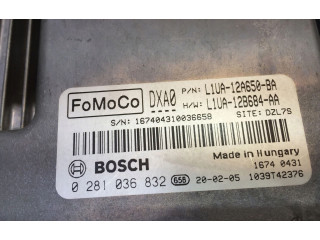 FoMoCo DXA0 P/N: L1UA-12A650-BA
H/W: L1UA-12B684-AA
S/N: 167404310036658 SITE: DZL7S
BOSCH Made in Hungary
1674 0431
0 281 036 832 656 20-02-05 1039T42376